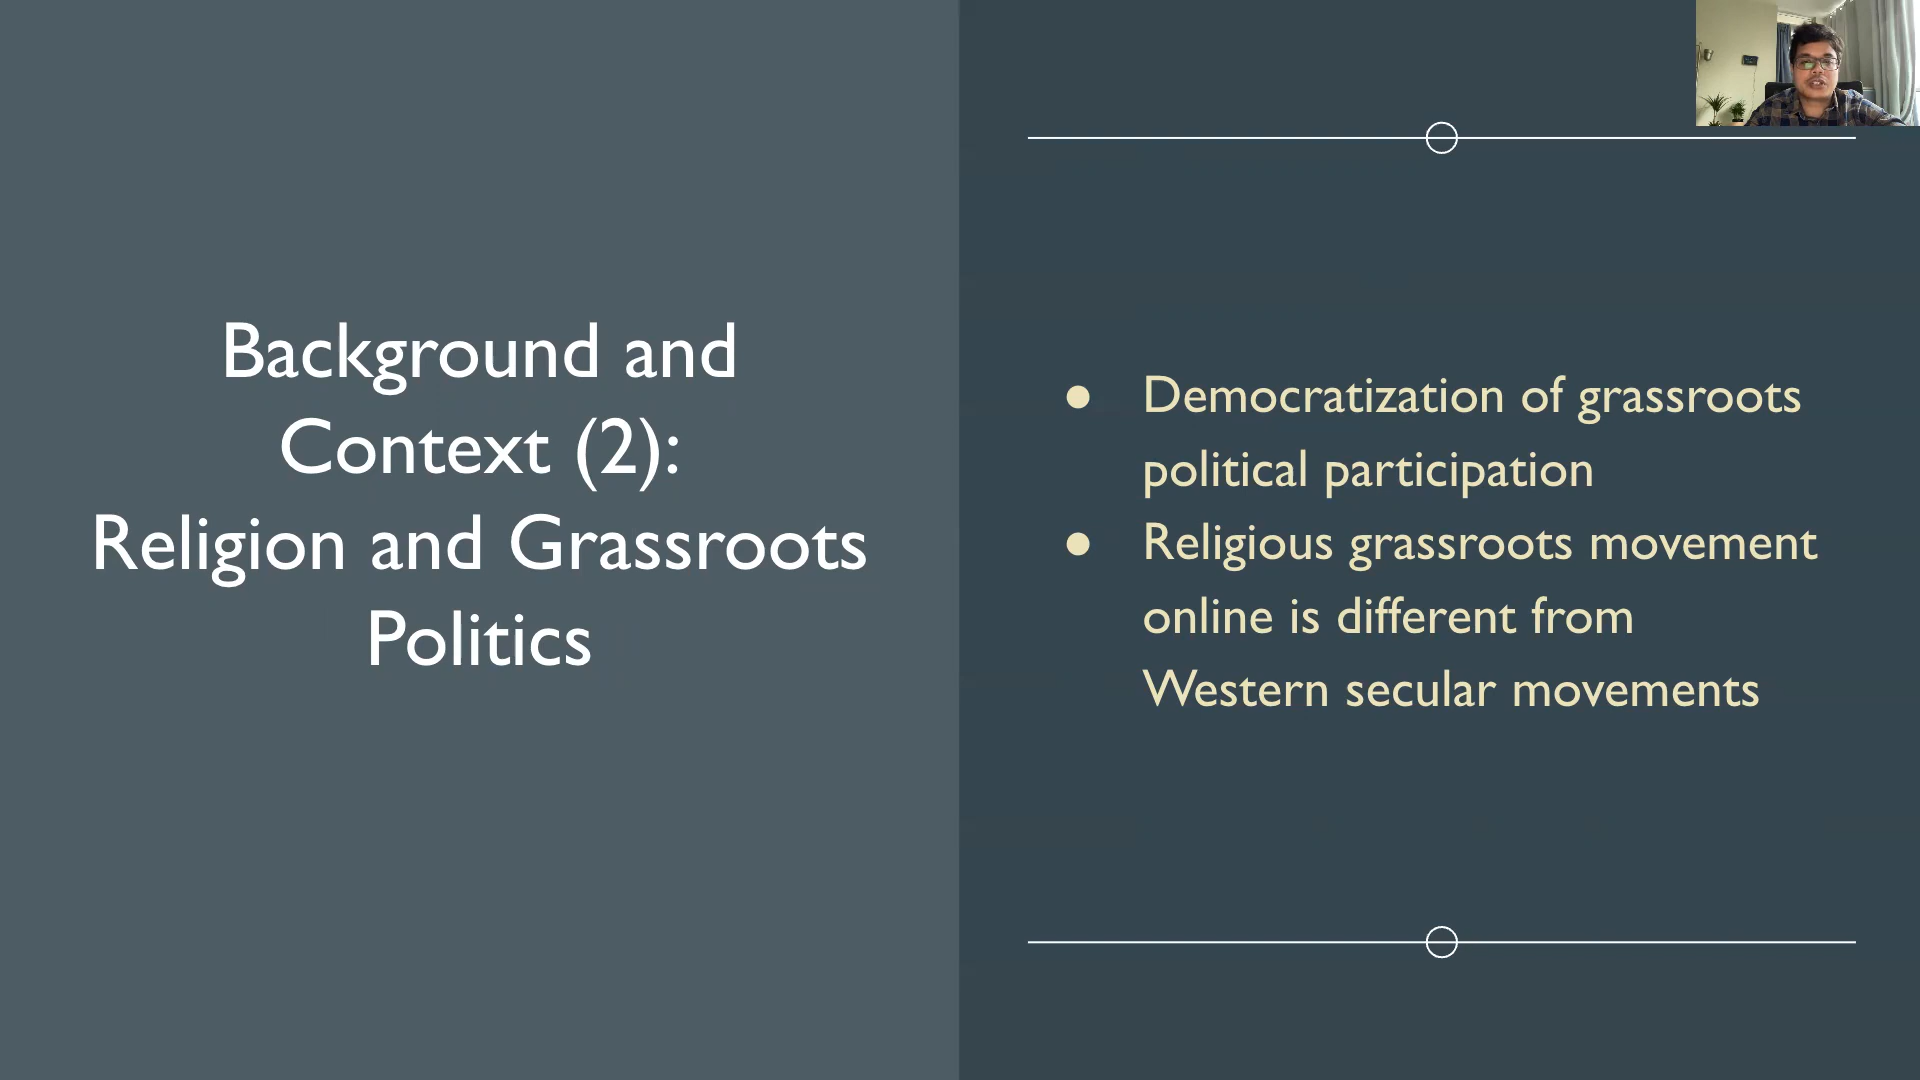 Background and
Context (2):
Religion and Grassroots
Politics
● Democratization of grassroots
political participation
● Religious grassroots movement
online is different from
Western secular movements